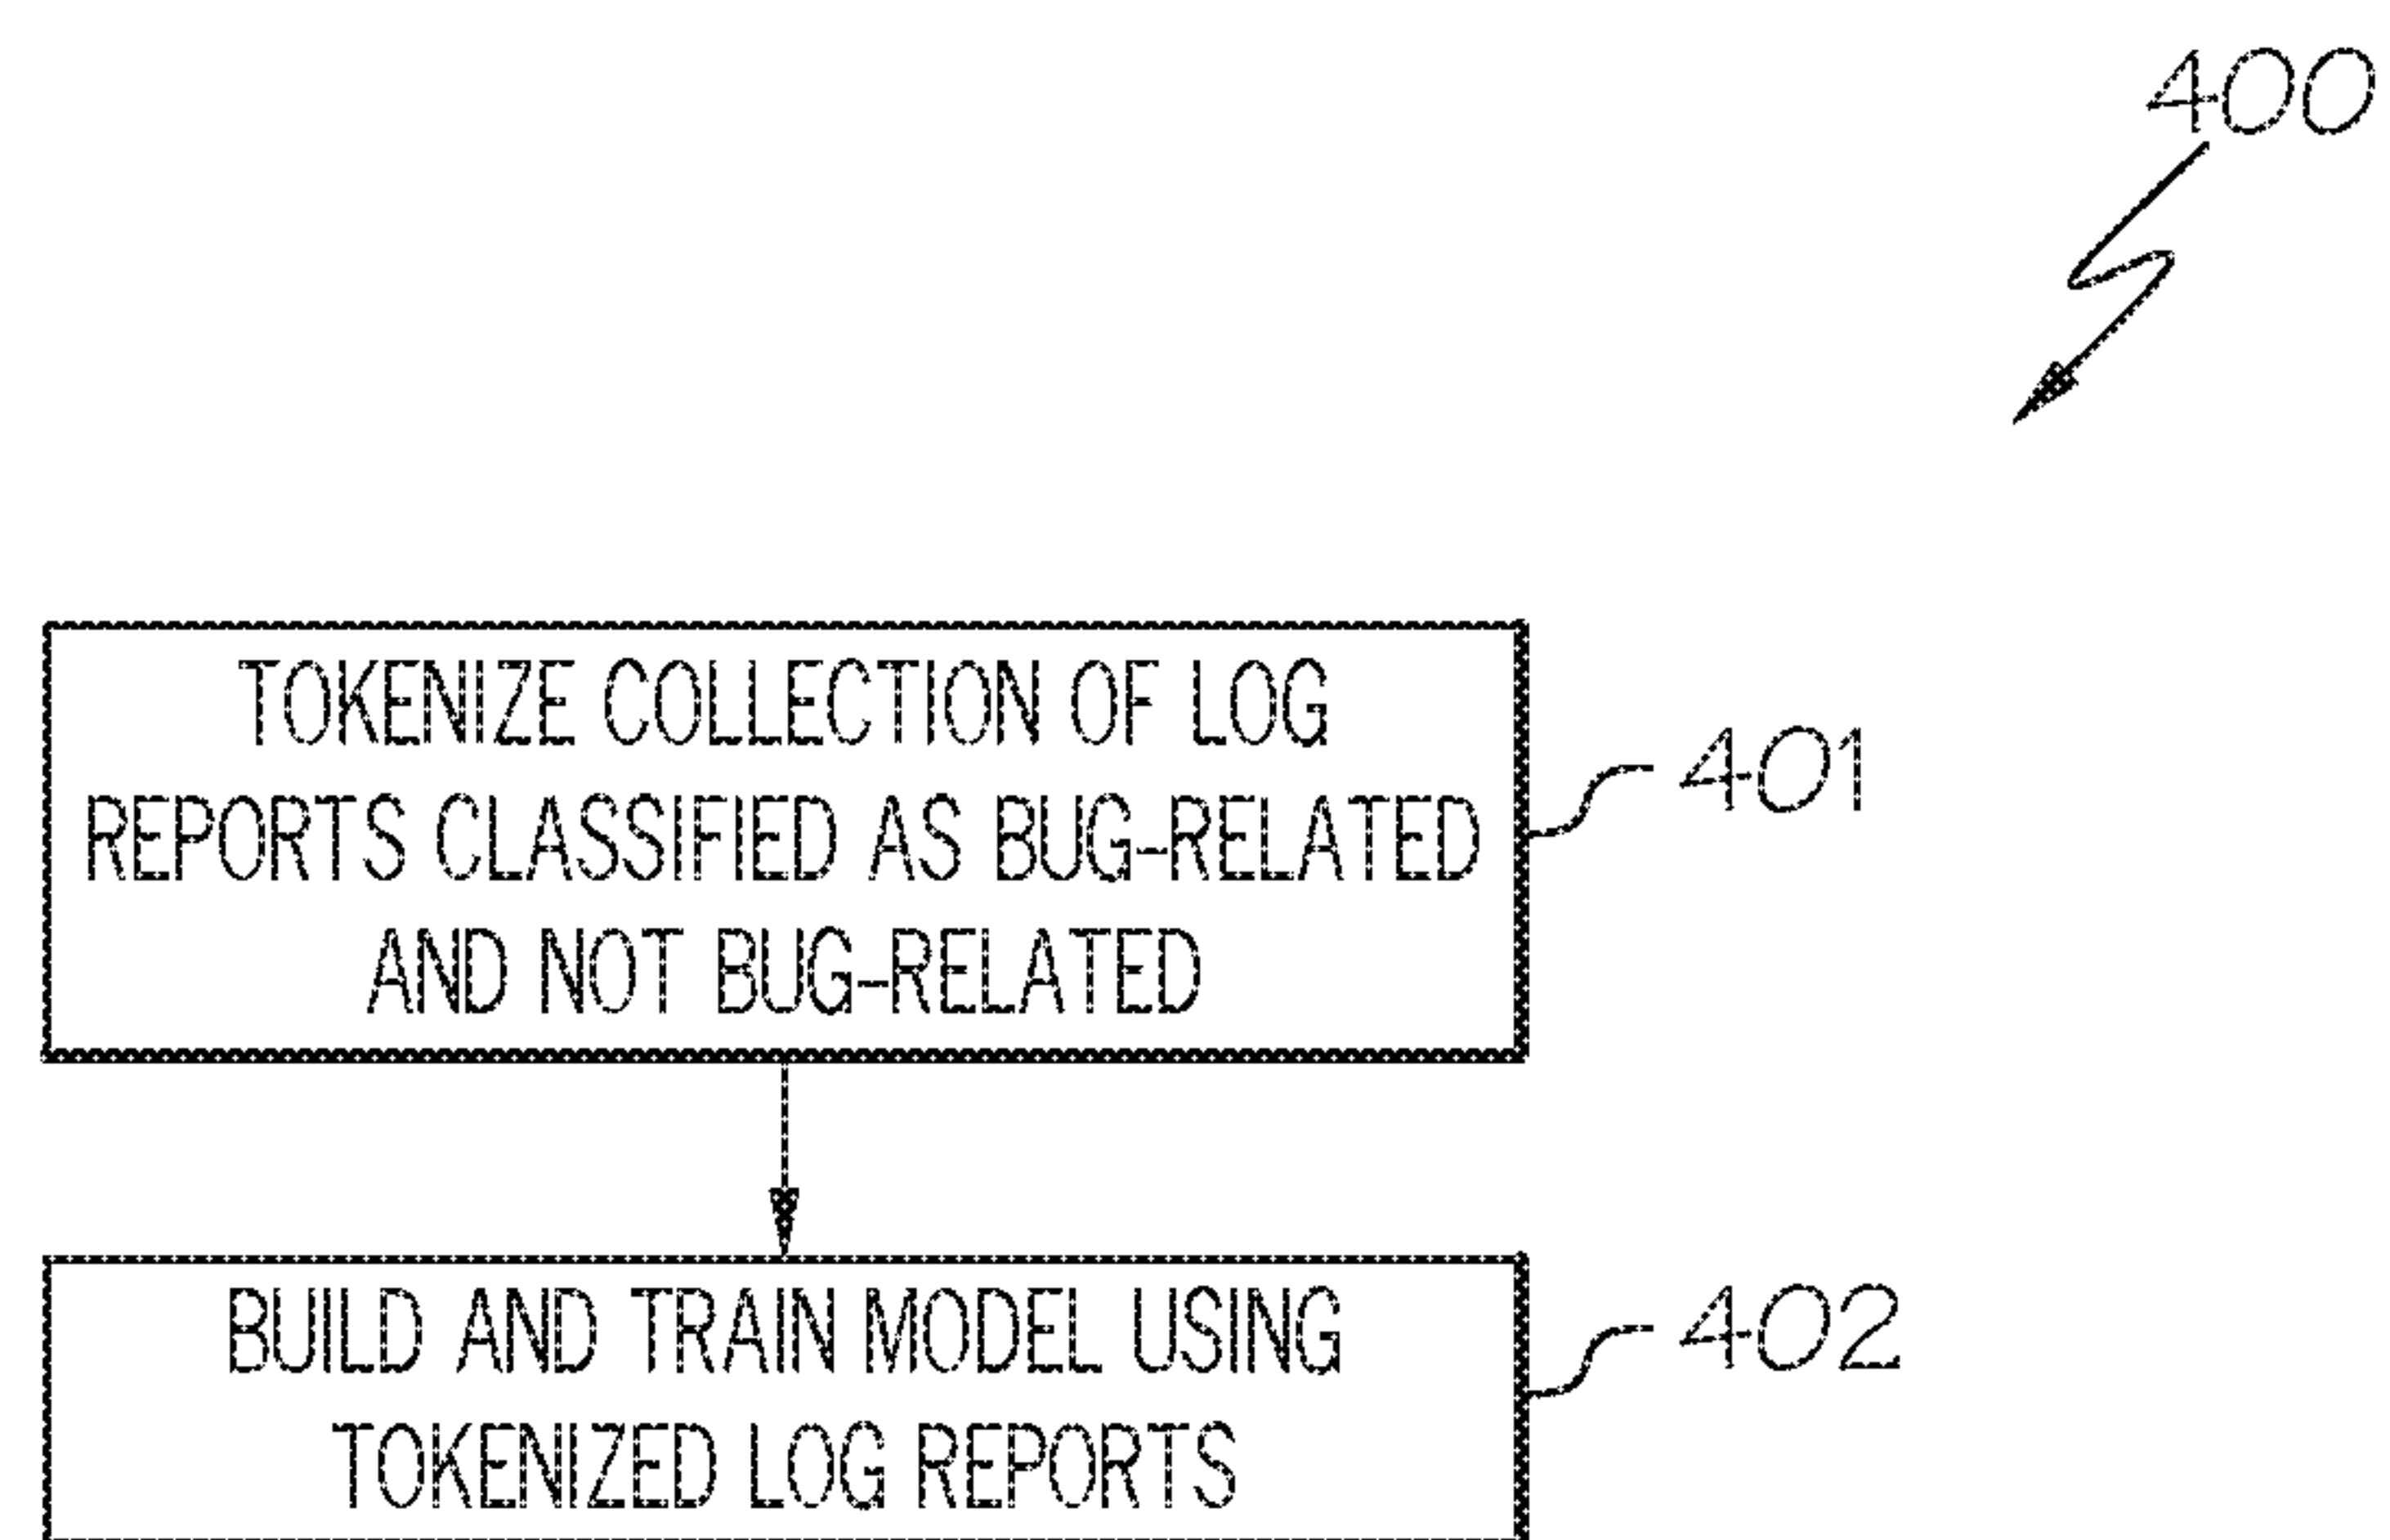 400
TOKENIZE COLLECTION OF LOG
REPORTS CLASSIFIED AS BUG-RELATED
AND NOT BUG-RELATED
401
BUILD AND TRAIN MODEL USING
TOKENIZED LOG REPORTS
402